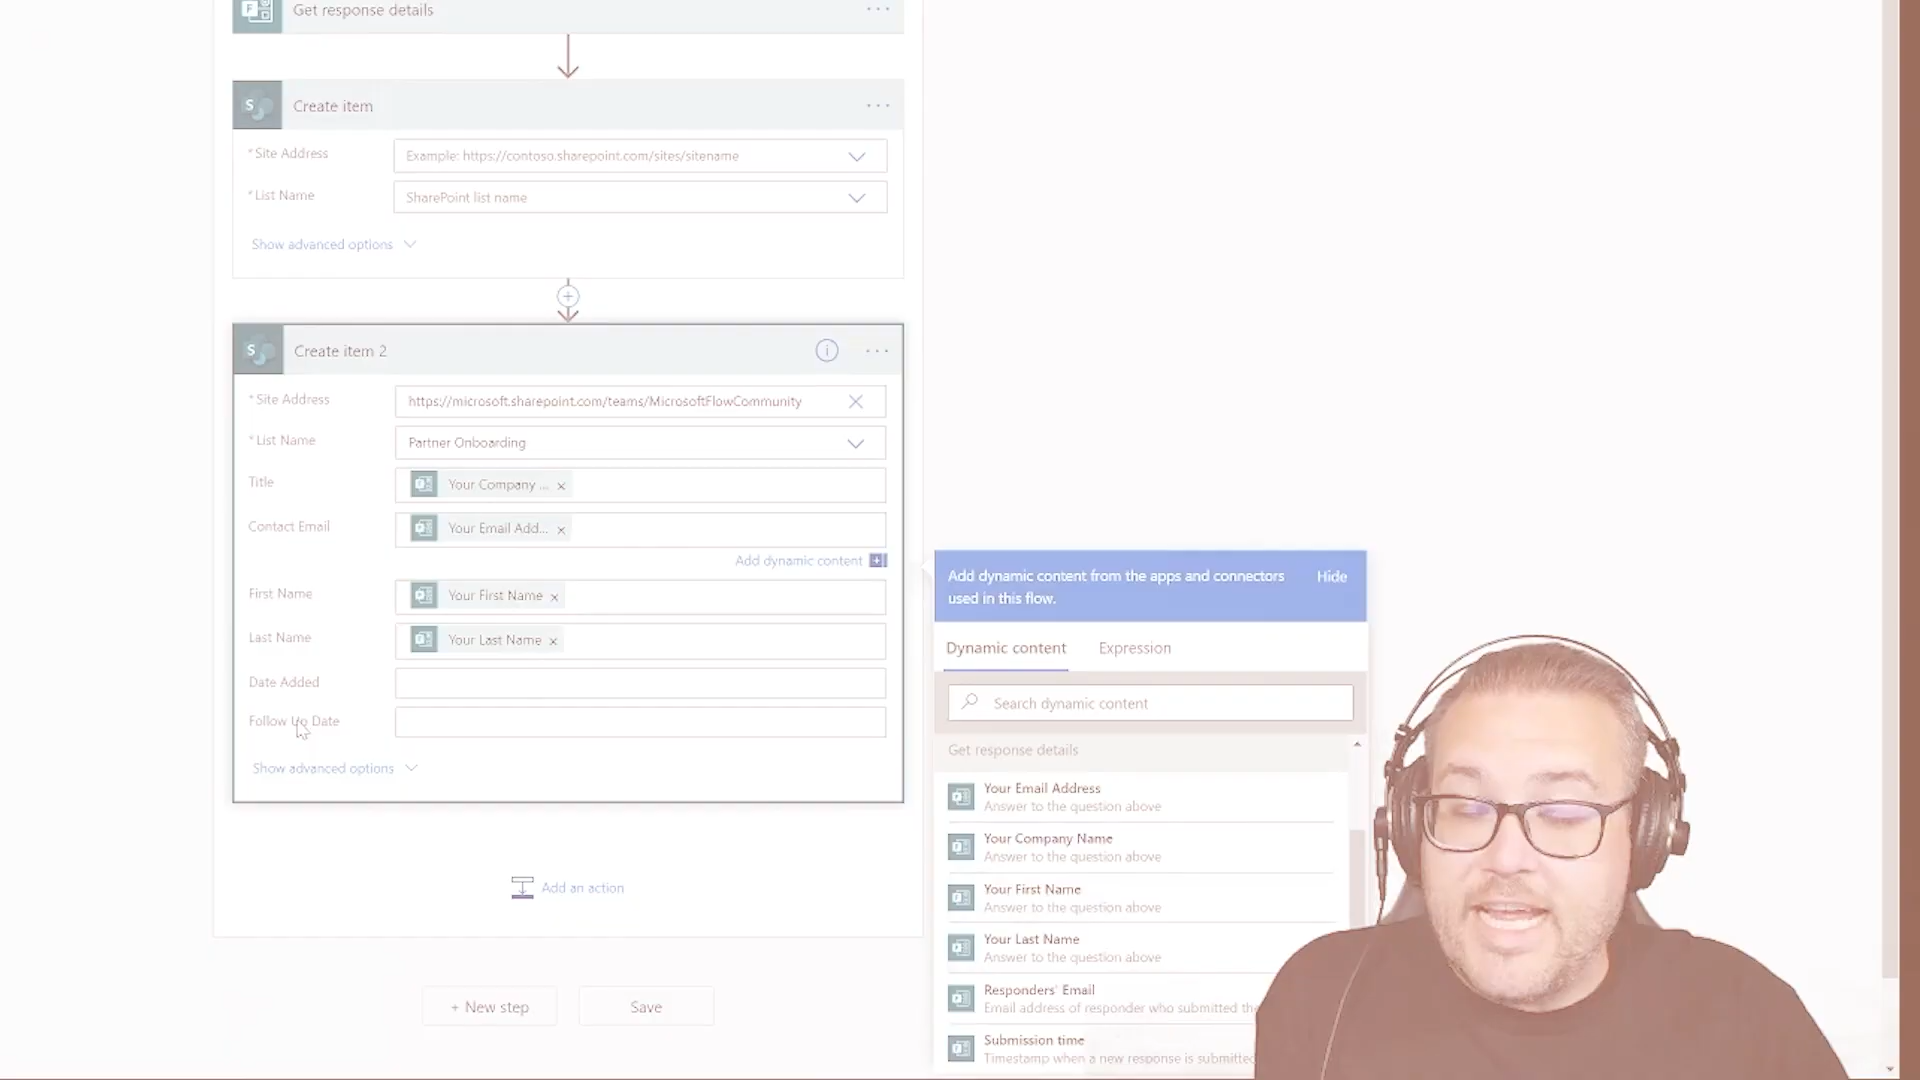 Get response details
Create item
* Site Address
Example: https://contoso.sharepoint.com/sites/sitename
* List Name
SharePoint list name
Show advanced options
Create item 2
* Site Address
https://microsoft.sharepoint.com/teams/MicrosoftFlowCommunity
* List Name
Partner Onboarding
Title
Your Company ... ×
Contact Email
Your Email Add... ×
Add dynamic content
First Name
Your First Name ×
Last Name
Your Last Name ×
Date Added
Follow Up Date
Show advanced options
Add an action
+ New step
Save
Add dynamic content from the apps and connectors
used in this flow.
Hide
Dynamic content
Expression
Search dynamic content
Get response details
Your Email Address
Answer to the question above
Your Company Name
Answer to the question above
Your First Name
Answer to the question above
Your Last Name
Answer to the question above
Responders' Email
Email address of responder who submitted the
Submission time
Timestamp when a new response is submitted